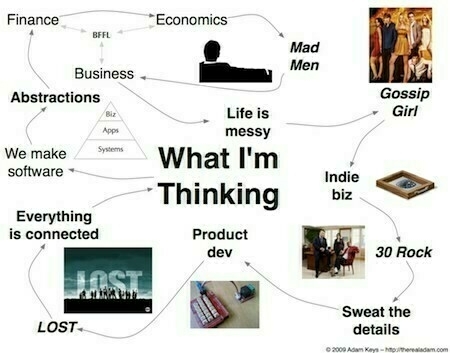 Finance
Economics
BFFL
Mad
Men
Business
Gossip
Girl
Abstractions
Biz
Apps
Systems
Life is
messy
We make
software
What I'm
Thinking
Indie
biz
Everything
is connected
Product
dev
30 Rock
LOST
LOST
Sweat the
details
© 2009 Adam Keys – http://therealadam.com